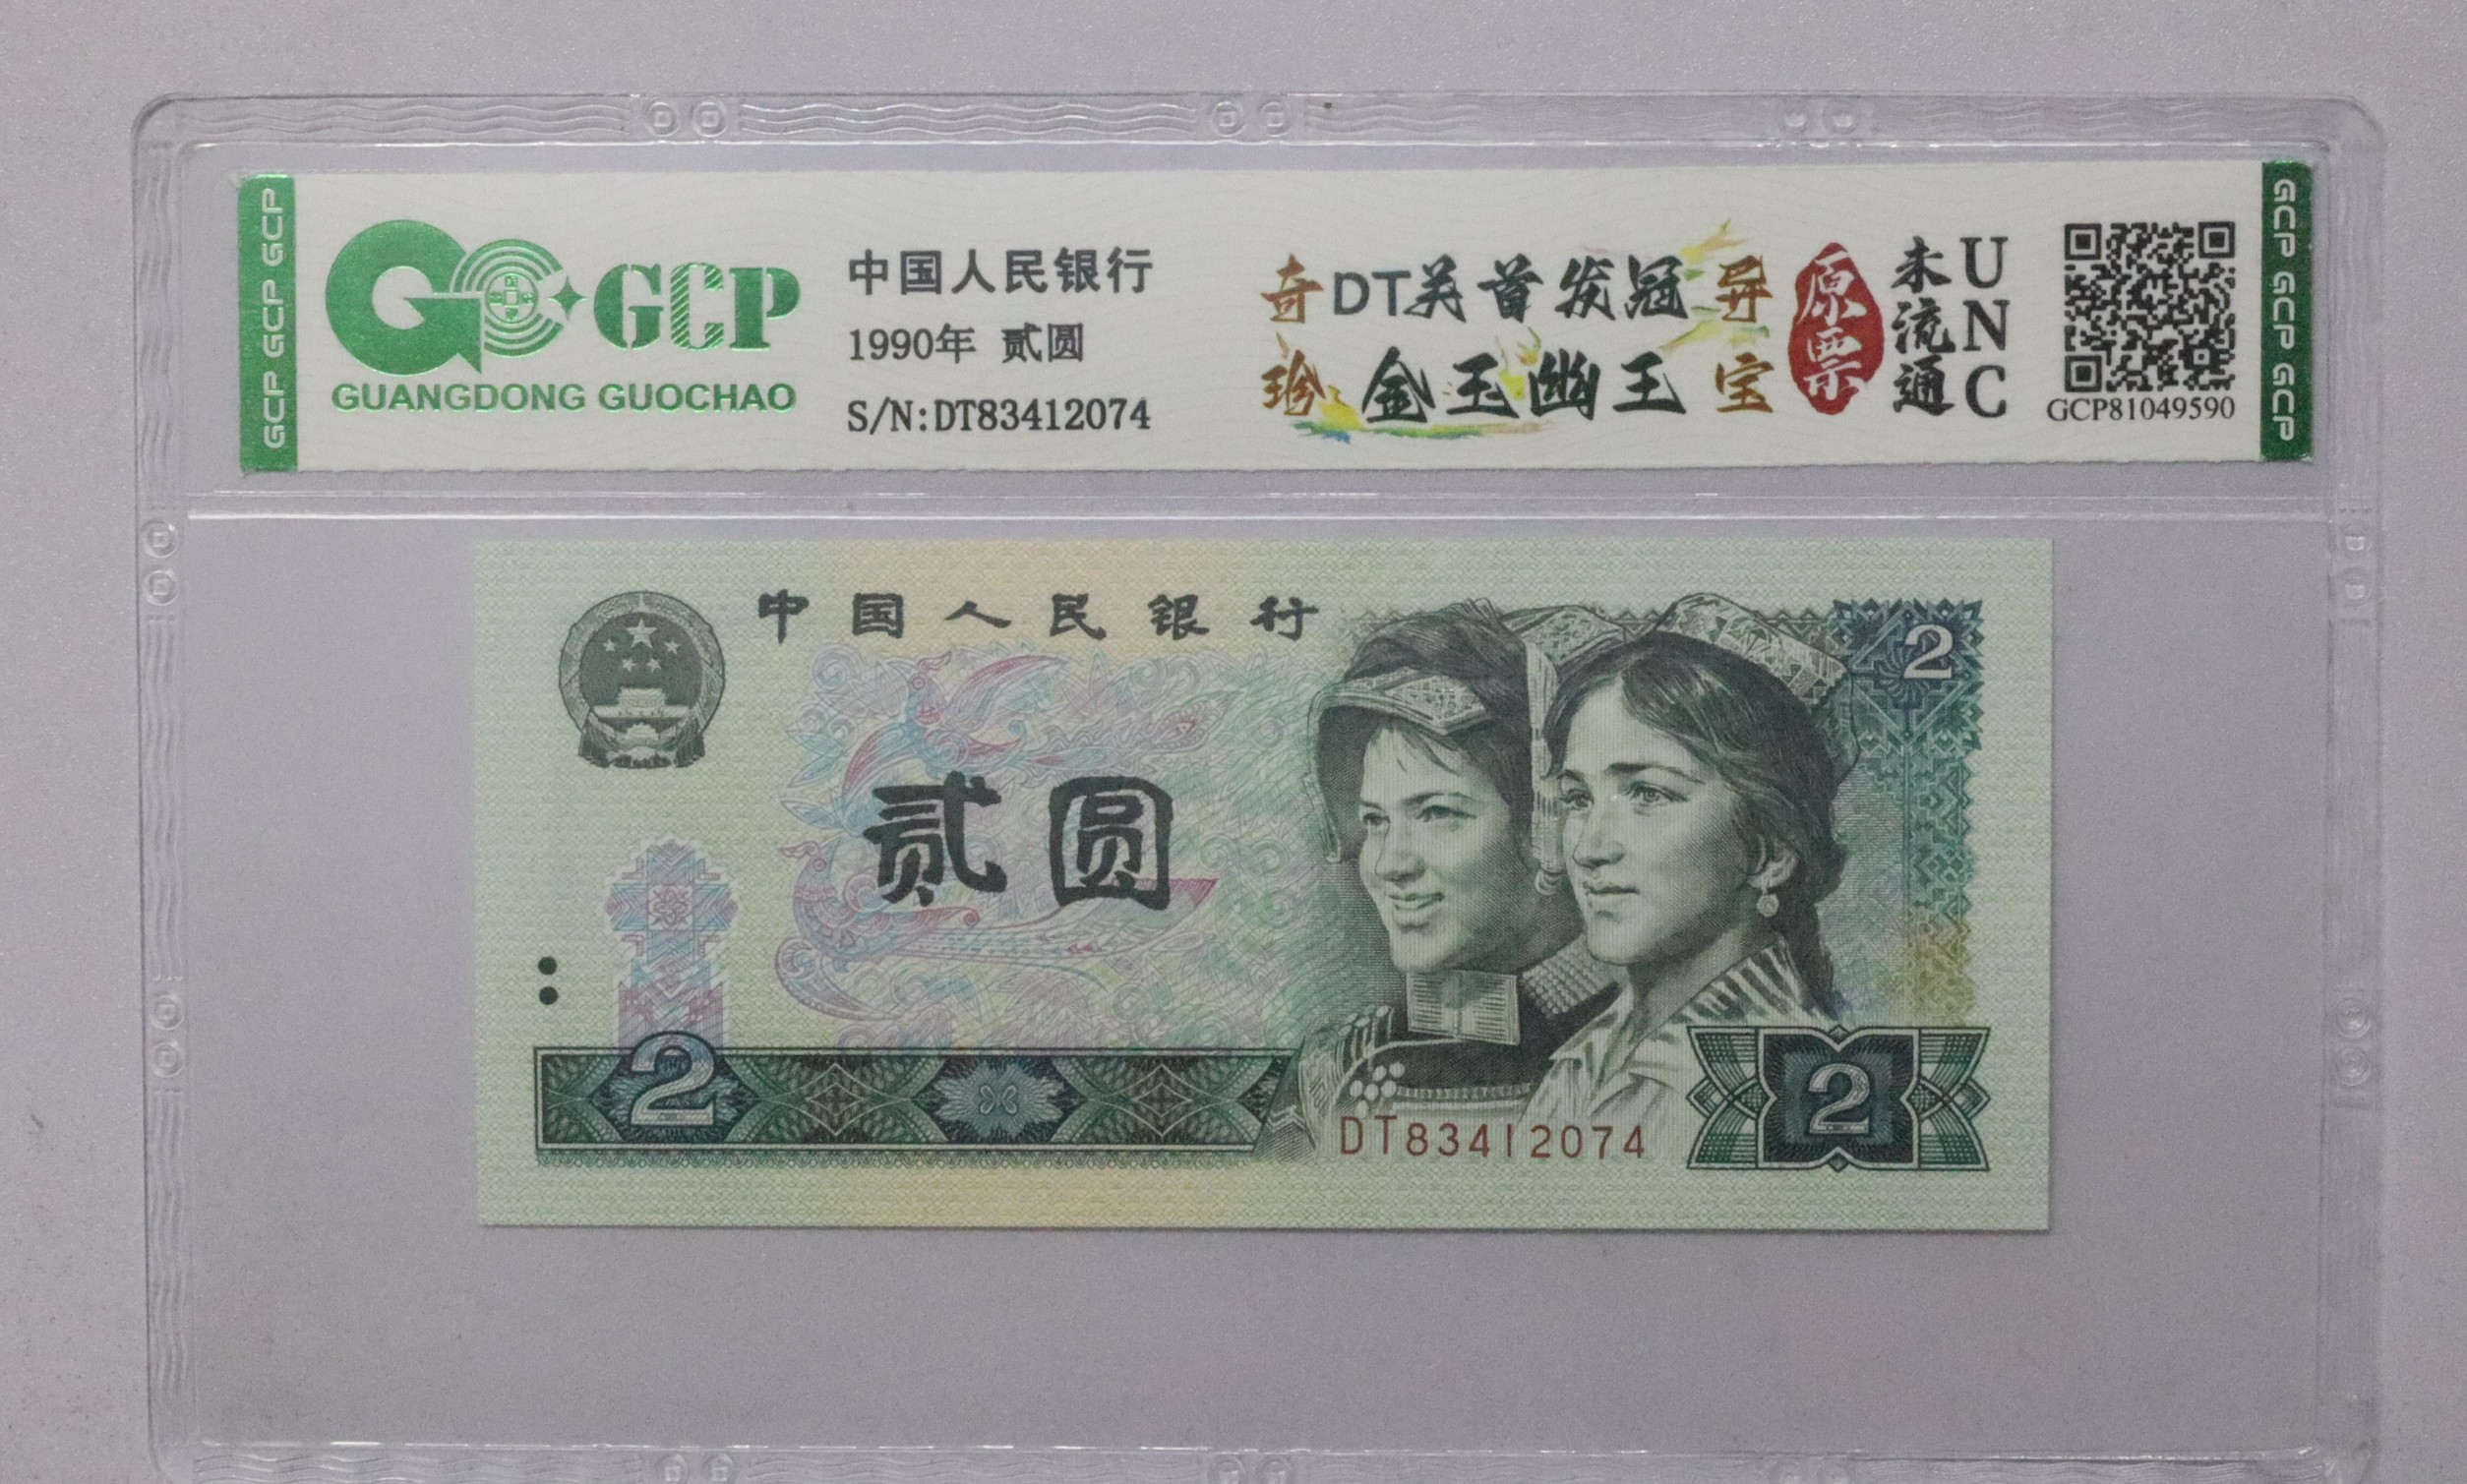 GCP GCP GCP
GCP
GUANGDONG GUOCHAO
中国人民银行
1990年 贰圆
S/N:DT83412074
奇 DT美首发冠 异
珍 金玉幽王 宝
原票
未流通
UNC
GCP81049590
GCP GCP GCP
中国人民银行
2
贰圆
2
DT83412074
2